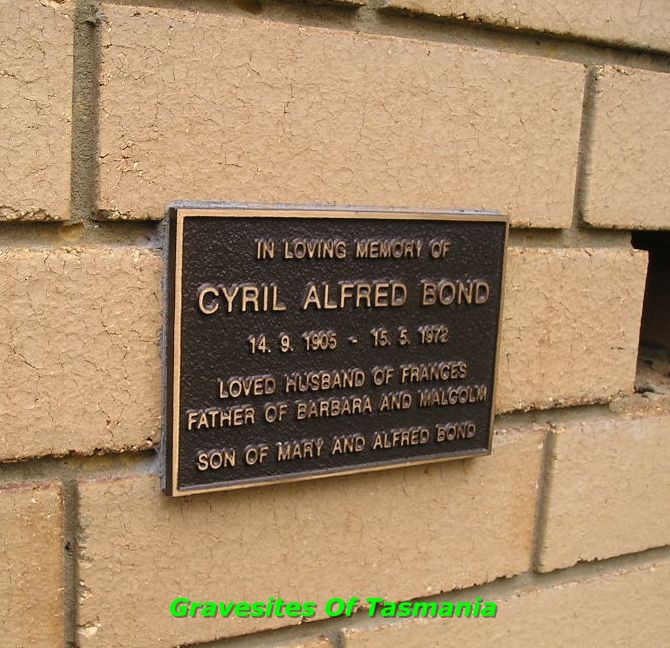 IN LOVING MEMORY OF
CYRIL ALFRED BOND
14. 9. 1905 - 15. 5. 1972
LOVED HUSBAND OF FRANCES
FATHER OF BARBARA AND MALCOLM
SON OF MARY AND ALFRED BOND
Gravesites Of Tasmania